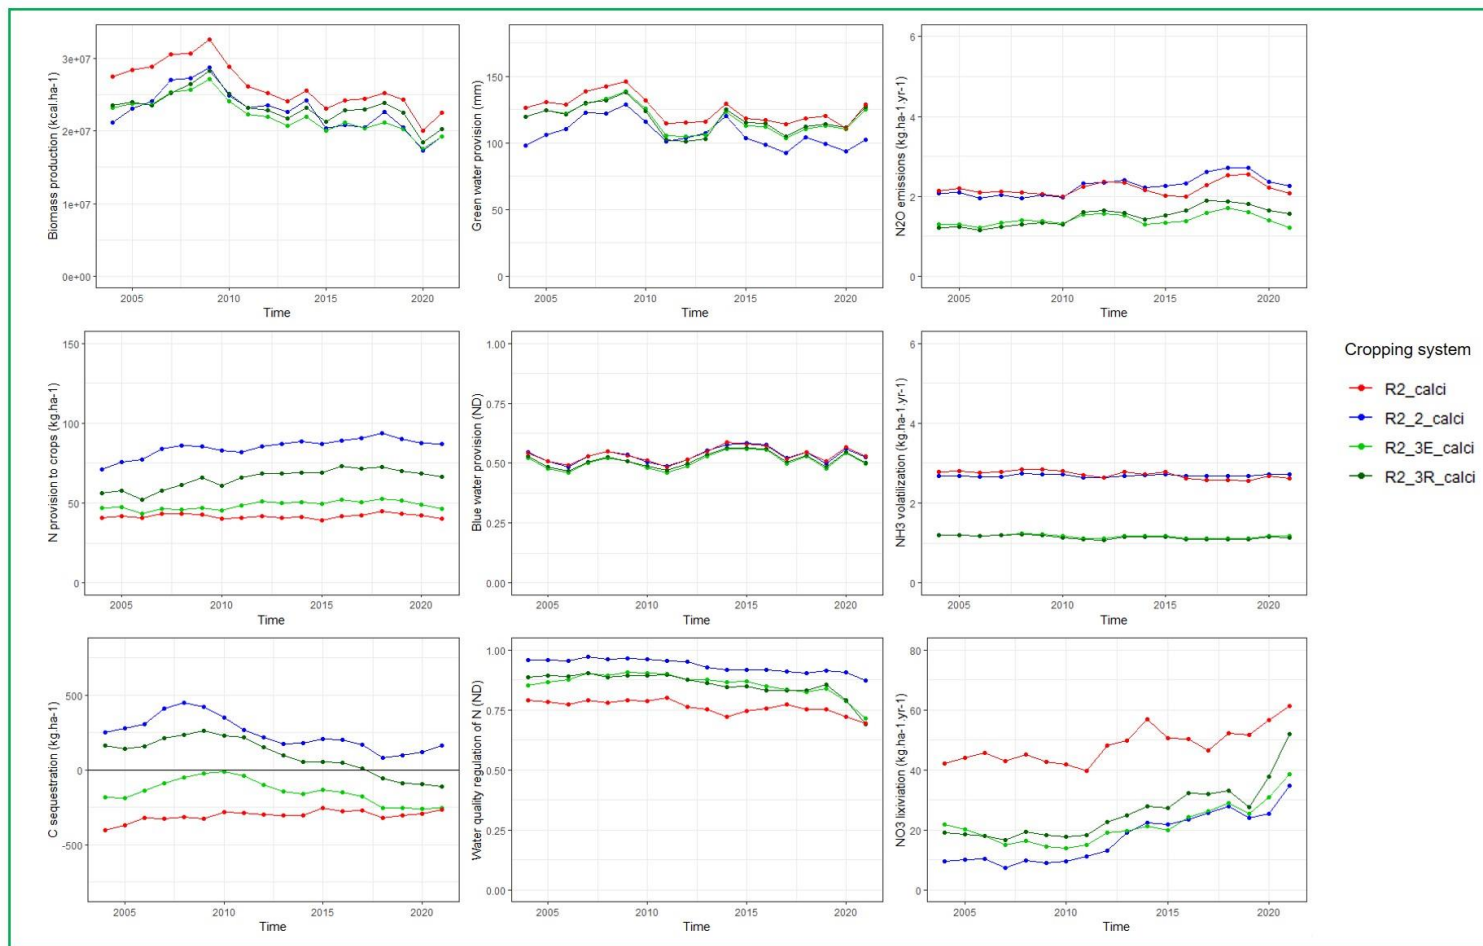 Biomass production (kcal.ha-1)
3e+07
2e+07
1e+07
0e+00
2005 2010 2015 2020
Time
Green water provision (mm)
150
100
50
0
2005 2010 2015 2020
Time
N2O emissions (kg.ha-1.yr-1)
6
4
2
0
2005 2010 2015 2020
Time
N provision to crops (kg.ha-1)
150
100
50
0
2005 2010 2015 2020
Time
Blue water provision (ND)
1.00
0.75
0.50
0.25
0.00
2005 2010 2015 2020
Time
NH3 volatilization (kg.ha-1.yr-1)
6
4
2
0
2005 2010 2015 2020
Time
Cropping system
R2_calci
R2_2_calci
R2_3E_calci
R2_3R_calci
C sequestration (kg.ha-1)
500
0
-500
2005 2010 2015 2020
Time
Water quality regulation of N (ND)
1.00
0.75
0.50
0.25
0.00
2005 2010 2015 2020
Time
NO3 lixiviation (kg.ha-1.yr-1)
80
60
40
20
0
2005 2010 2015 2020
Time